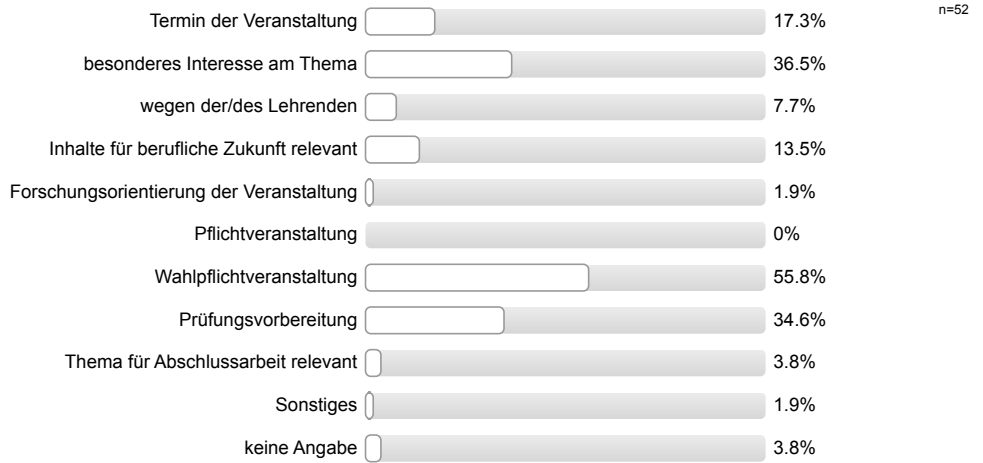 n=52
Termin der Veranstaltung 17.3%
besonderes Interesse am Thema 36.5%
wegen der/des Lehrenden 7.7%
Inhalte für berufliche Zukunft relevant 13.5%
Forschungsorientierung der Veranstaltung 1.9%
Pflichtveranstaltung 0%
Wahlpflichtveranstaltung 55.8%
Prüfungsvorbereitung 34.6%
Thema für Abschlussarbeit relevant 3.8%
Sonstiges 1.9%
keine Angabe 3.8%